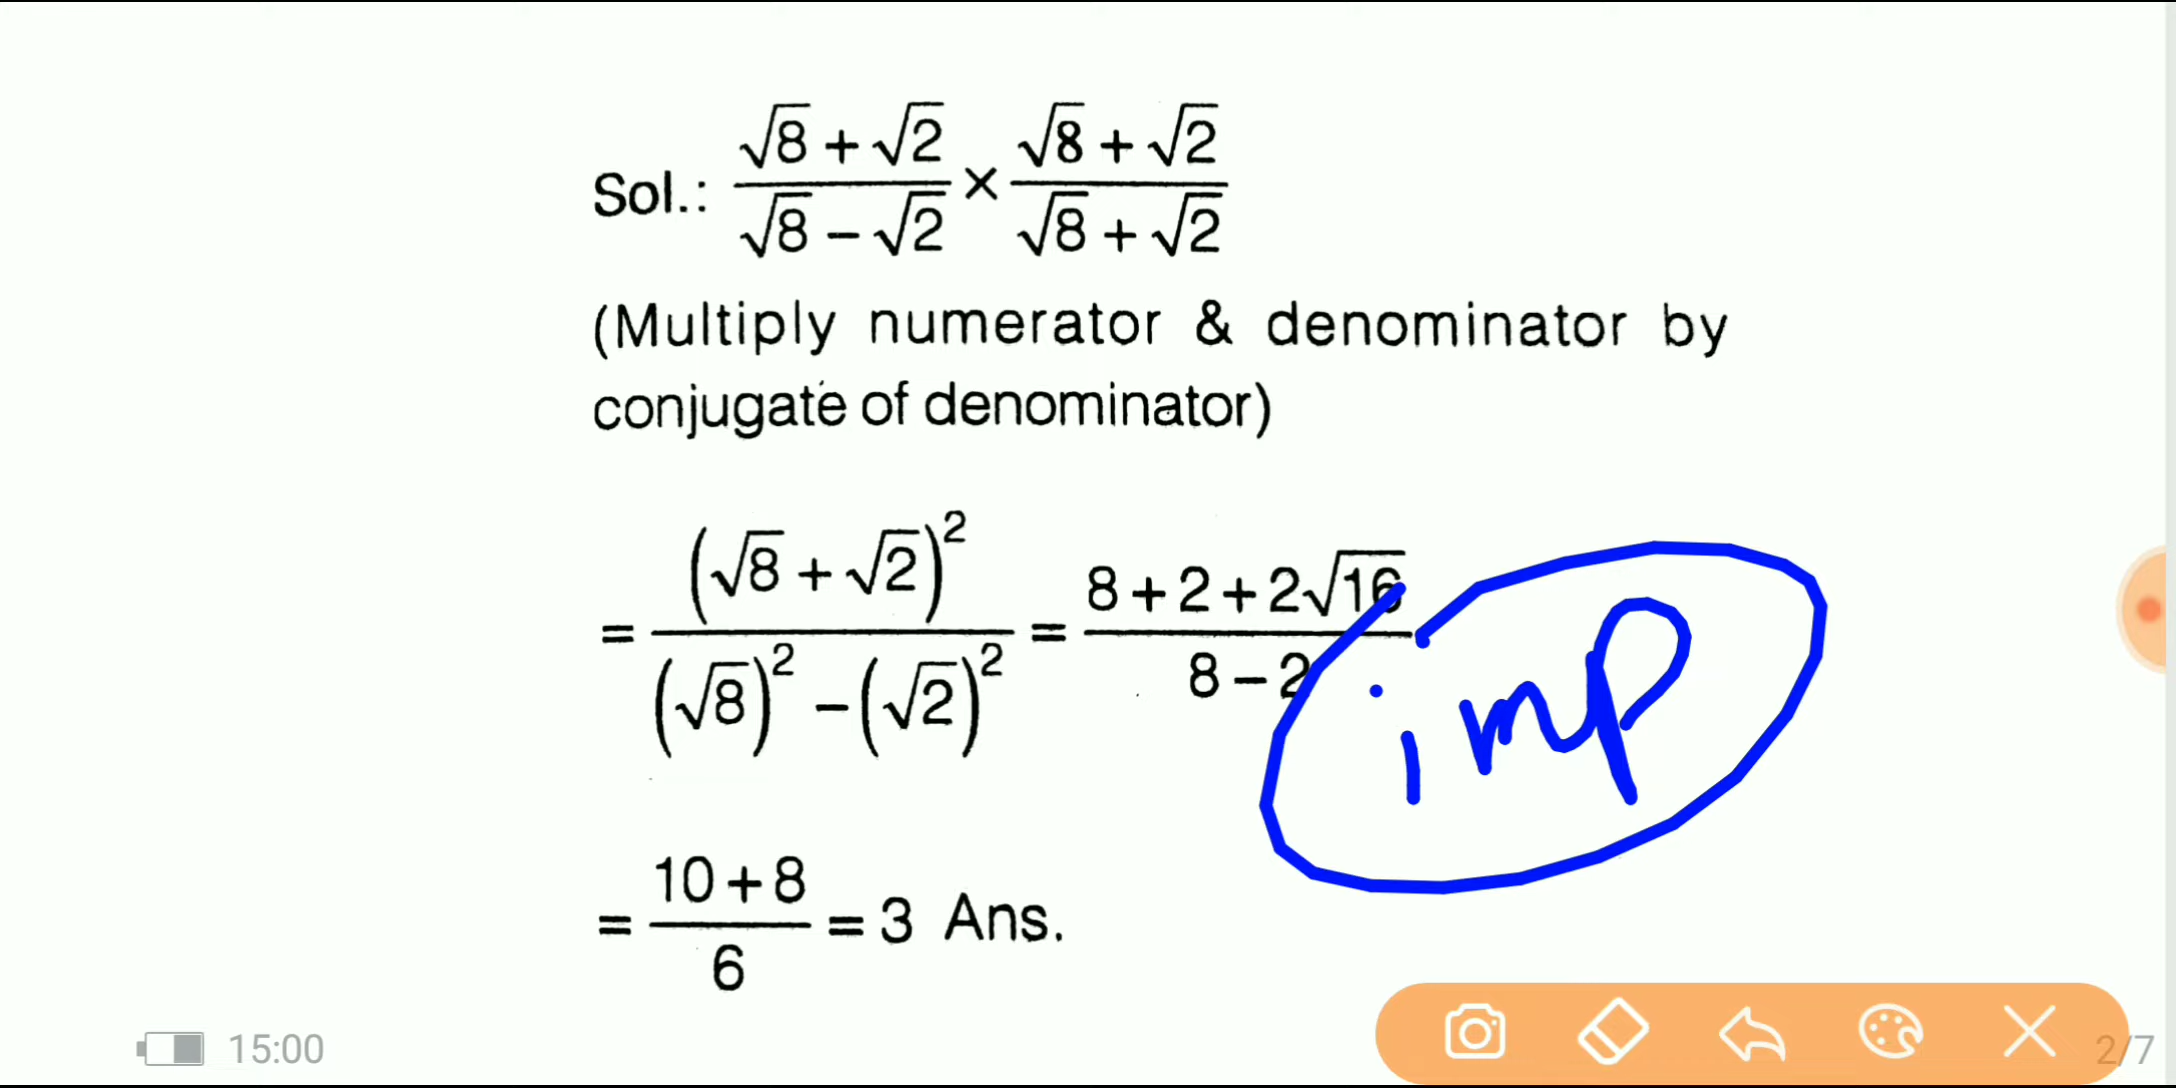 Sol.: (√8 + √2)/(√8 − √2) × (√8 + √2)/(√8 + √2)
(Multiply numerator & denominator by
conjugate of denominator)
= (√8 + √2)²/((√8)² − (√2)²) = (8 + 2 + 2√16)/(8 − 2)
imp
= (10 + 8)/6 = 3 Ans.
15:00
2/7